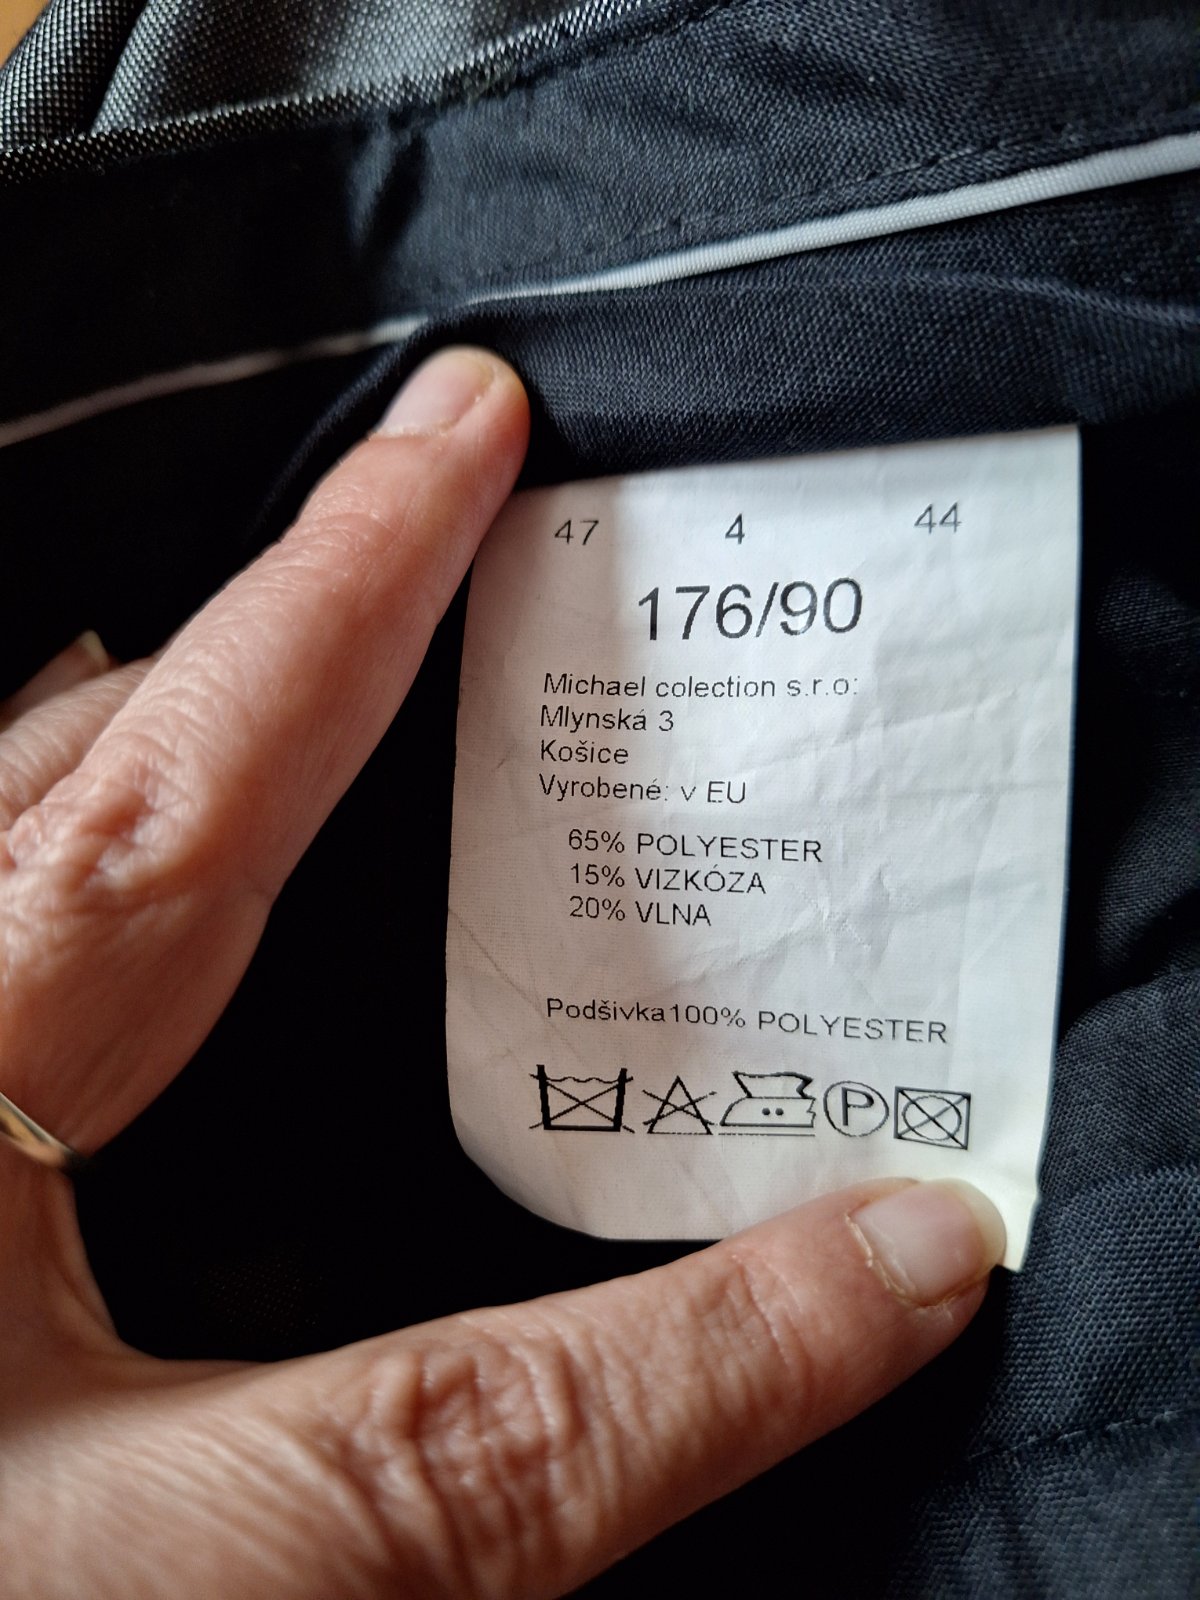 47 4 44
176/90
Michael colection s.r.o:
Mlynská 3
Košice
Vyrobené: v EU
65% POLYESTER
15% VIZKÓZA
20% VLNA
Podšivka100% POLYESTER
P